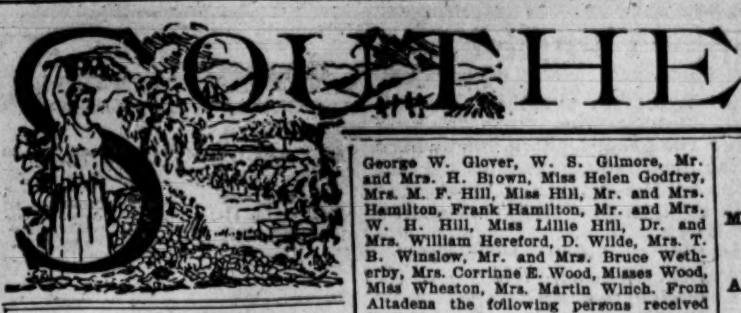 SOUTHE
George W. Glover, W. S. Gilmore, Mr.
and Mrs. H. Brown, Miss Helen Godfrey,
Mrs. M. F. Hill, Miss Hill, Mr. and Mrs.
Hamilton, Frank Hamilton, Mr. and Mrs.
W. H. Hill, Miss Lillie Hill, Dr. and
Mrs. William Hereford, D. Wilde, Mrs. T.
B. Winslow, Mr. and Mrs. Bruce Weth-
erby, Mrs. Corrinne E. Wood, Misses Wood,
Miss Wheaton, Mrs. Martin Winch. From
Altadena the following persons received
M
A